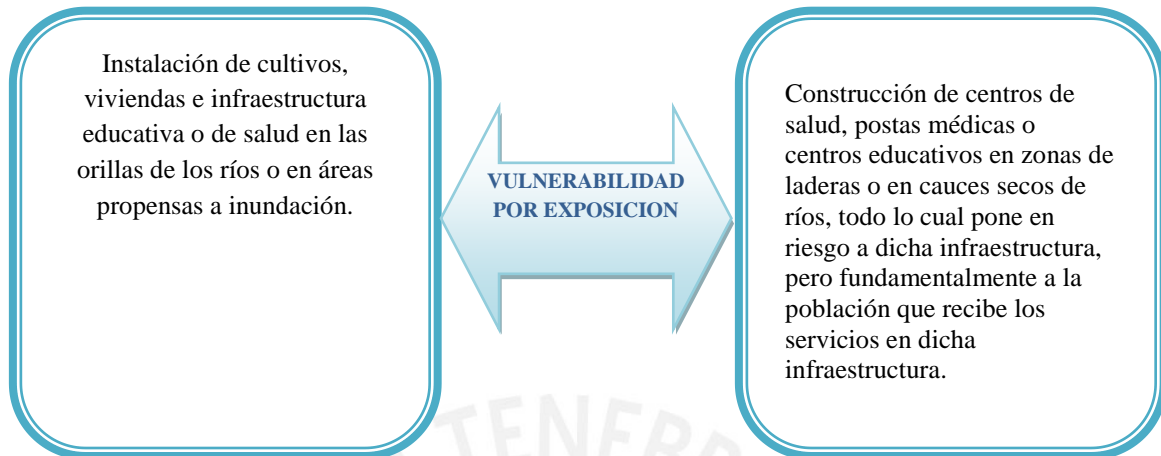 Instalación de cultivos,
viviendas e infraestructura
educativa o de salud en las
orillas de los ríos o en áreas
propensas a inundación.
VULNERABILIDAD
POR EXPOSICION
Construcción de centros de
salud, postas médicas o
centros educativos en zonas de
laderas o en cauces secos de
ríos, todo lo cual pone en
riesgo a dicha infraestructura,
pero fundamentalmente a la
población que recibe los
servicios en dicha
infraestructura.